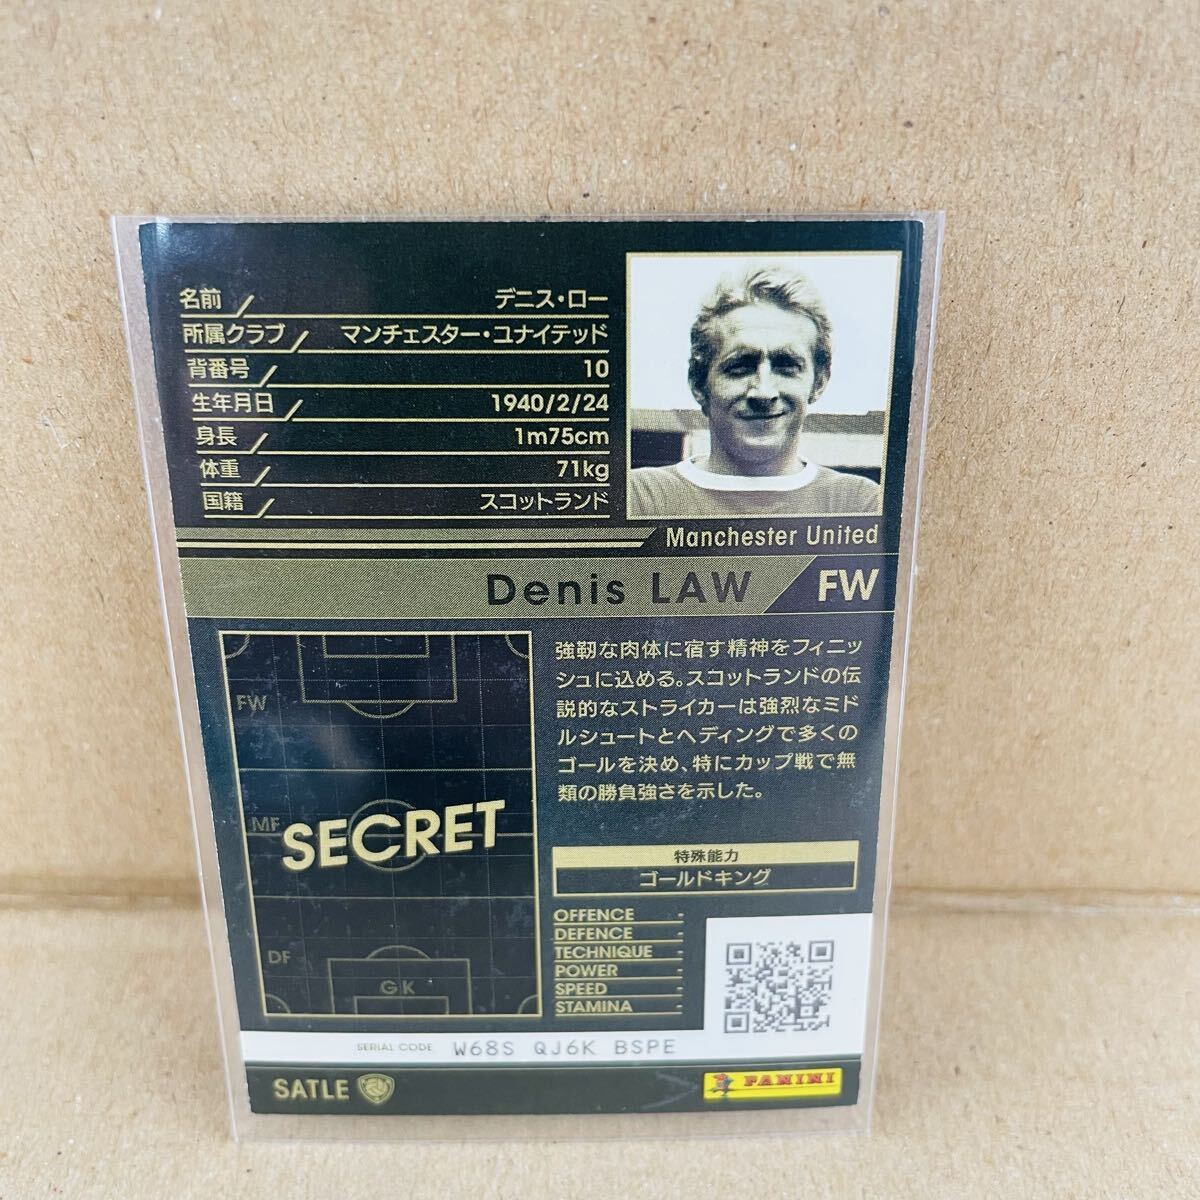 名前 デニス・ロー
所属クラブ マンチェスター・ユナイテッド
背番号 10
生年月日 1940/2/24
身長 1m75cm
体重 71kg
国籍 スコットランド
Manchester United
Denis LAW FW
FW
MF
SECRET
DF
GK
強靭な肉体に宿す精神をフィニッ
シュに込める。スコットランドの伝
説的なストライカーは強烈なミド
ルシュートとヘディングで多くの
ゴールを決め、特にカップ戦で無
類の勝負強さを示した。
特殊能力
ゴールドキング
OFFENCE -
DEFENCE -
TECHNIQUE -
POWER -
SPEED -
STAMINA -
SERIAL CODE W68S QJ6K BSPE
SATLE
PANINI